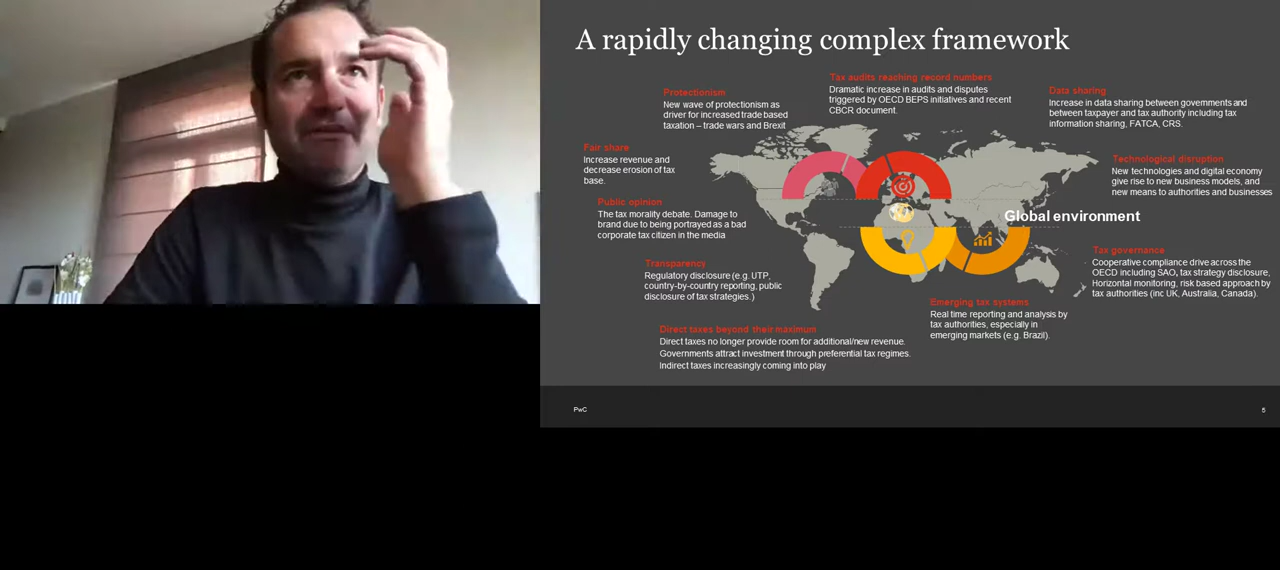 A rapidly changing complex framework
Tax audits reaching record numbers
Dramatic increase in audits and disputes
triggered by OECD BEPS initiatives and recent
CBCR document.
Protectionism
New wave of protectionism as
driver for increased trade based
taxation – trade wars and Brexit
Data sharing
Increase in data sharing between governments and
between taxpayer and tax authority including tax
information sharing, FATCA, CRS.
Fair share
Increase revenue and
decrease erosion of tax
base.
Technological disruption
New technologies and digital economy
give rise to new business models, and
new means to authorities and businesses
Public opinion
The tax morality debate. Damage to
brand due to being portrayed as a bad
corporate tax citizen in the media
Global environment
Transparency
Regulatory disclosure (e.g. UTP,
country-by-country reporting, public
disclosure of tax strategies.)
Tax governance
Cooperative compliance drive across the
OECD including SAO, tax strategy disclosure,
Horizontal monitoring, risk based approach by
tax authorities (inc UK, Australia, Canada).
Emerging tax systems
Real time reporting and analysis by
tax authorities, especially in
emerging markets (e.g. Brazil).
Direct taxes beyond their maximum
Direct taxes no longer provide room for additional/new revenue.
Governments attract investment through preferential tax regimes.
Indirect taxes increasingly coming into play
PwC
5